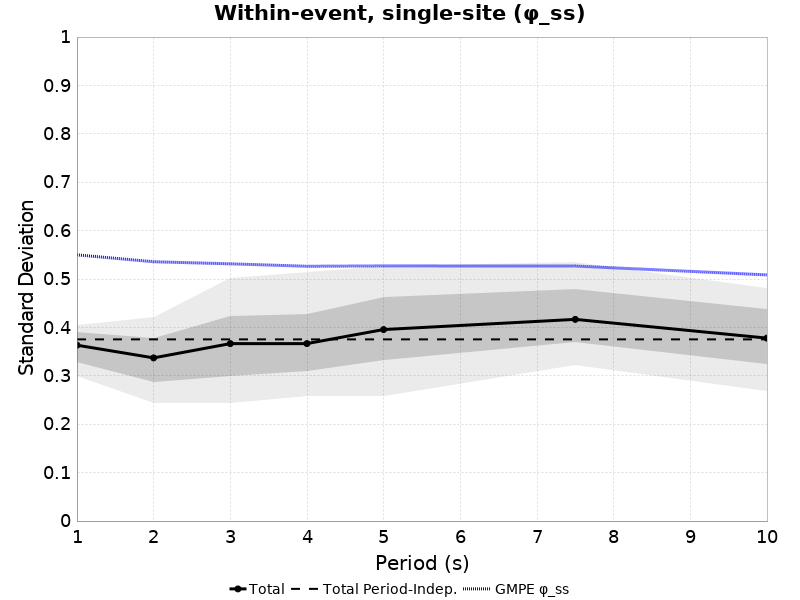 Within-event, single-site (φ_ss)
1
0.9
0.8
0.7
0.6
0.5
0.4
0.3
0.2
0.1
0
Standard Deviation
1 2 3 4 5 6 7 8 9 10
Period (s)
Total Total Period-Indep. GMPE φ_ss